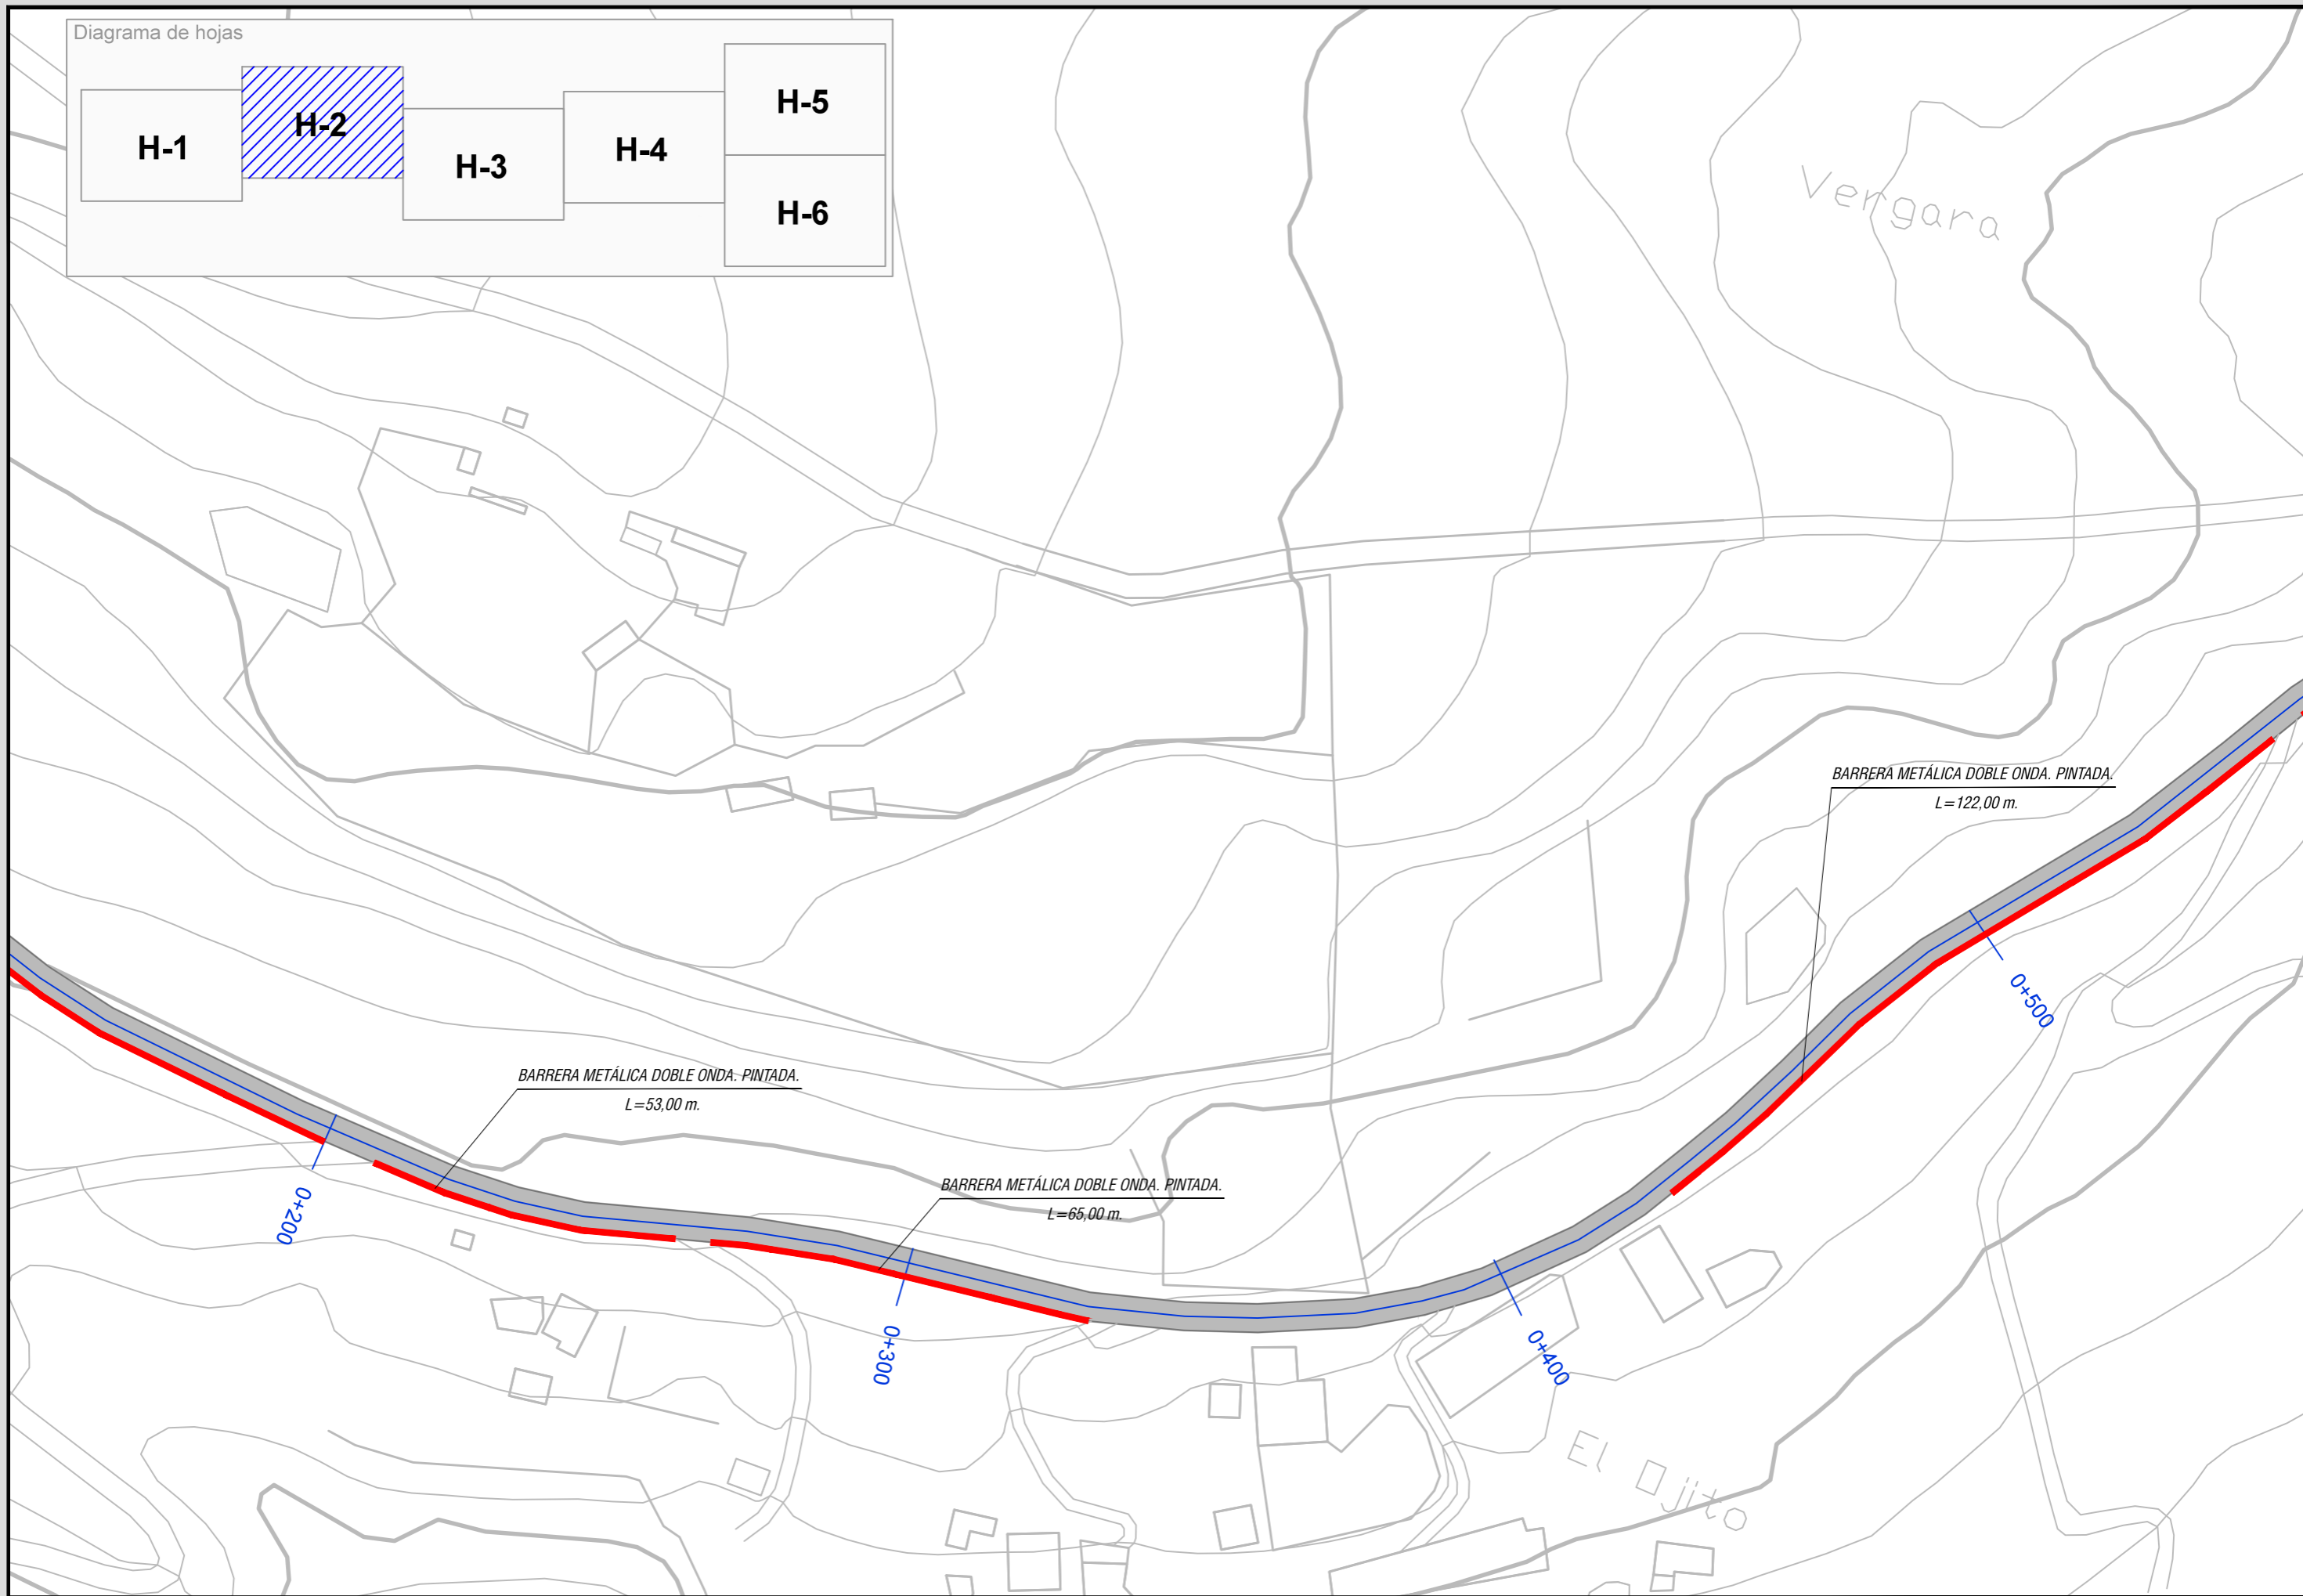 Diagrama de hojas
H-1
H-2
H-3
H-4
H-5
H-6
Vergara
BARRERA METÁLICA DOBLE ONDA. PINTADA.
L=122,00 m.
0+500
BARRERA METÁLICA DOBLE ONDA. PINTADA.
L=53,00 m.
0+200
BARRERA METÁLICA DOBLE ONDA. PINTADA.
L=65,00 m.
0+300
0+400
El